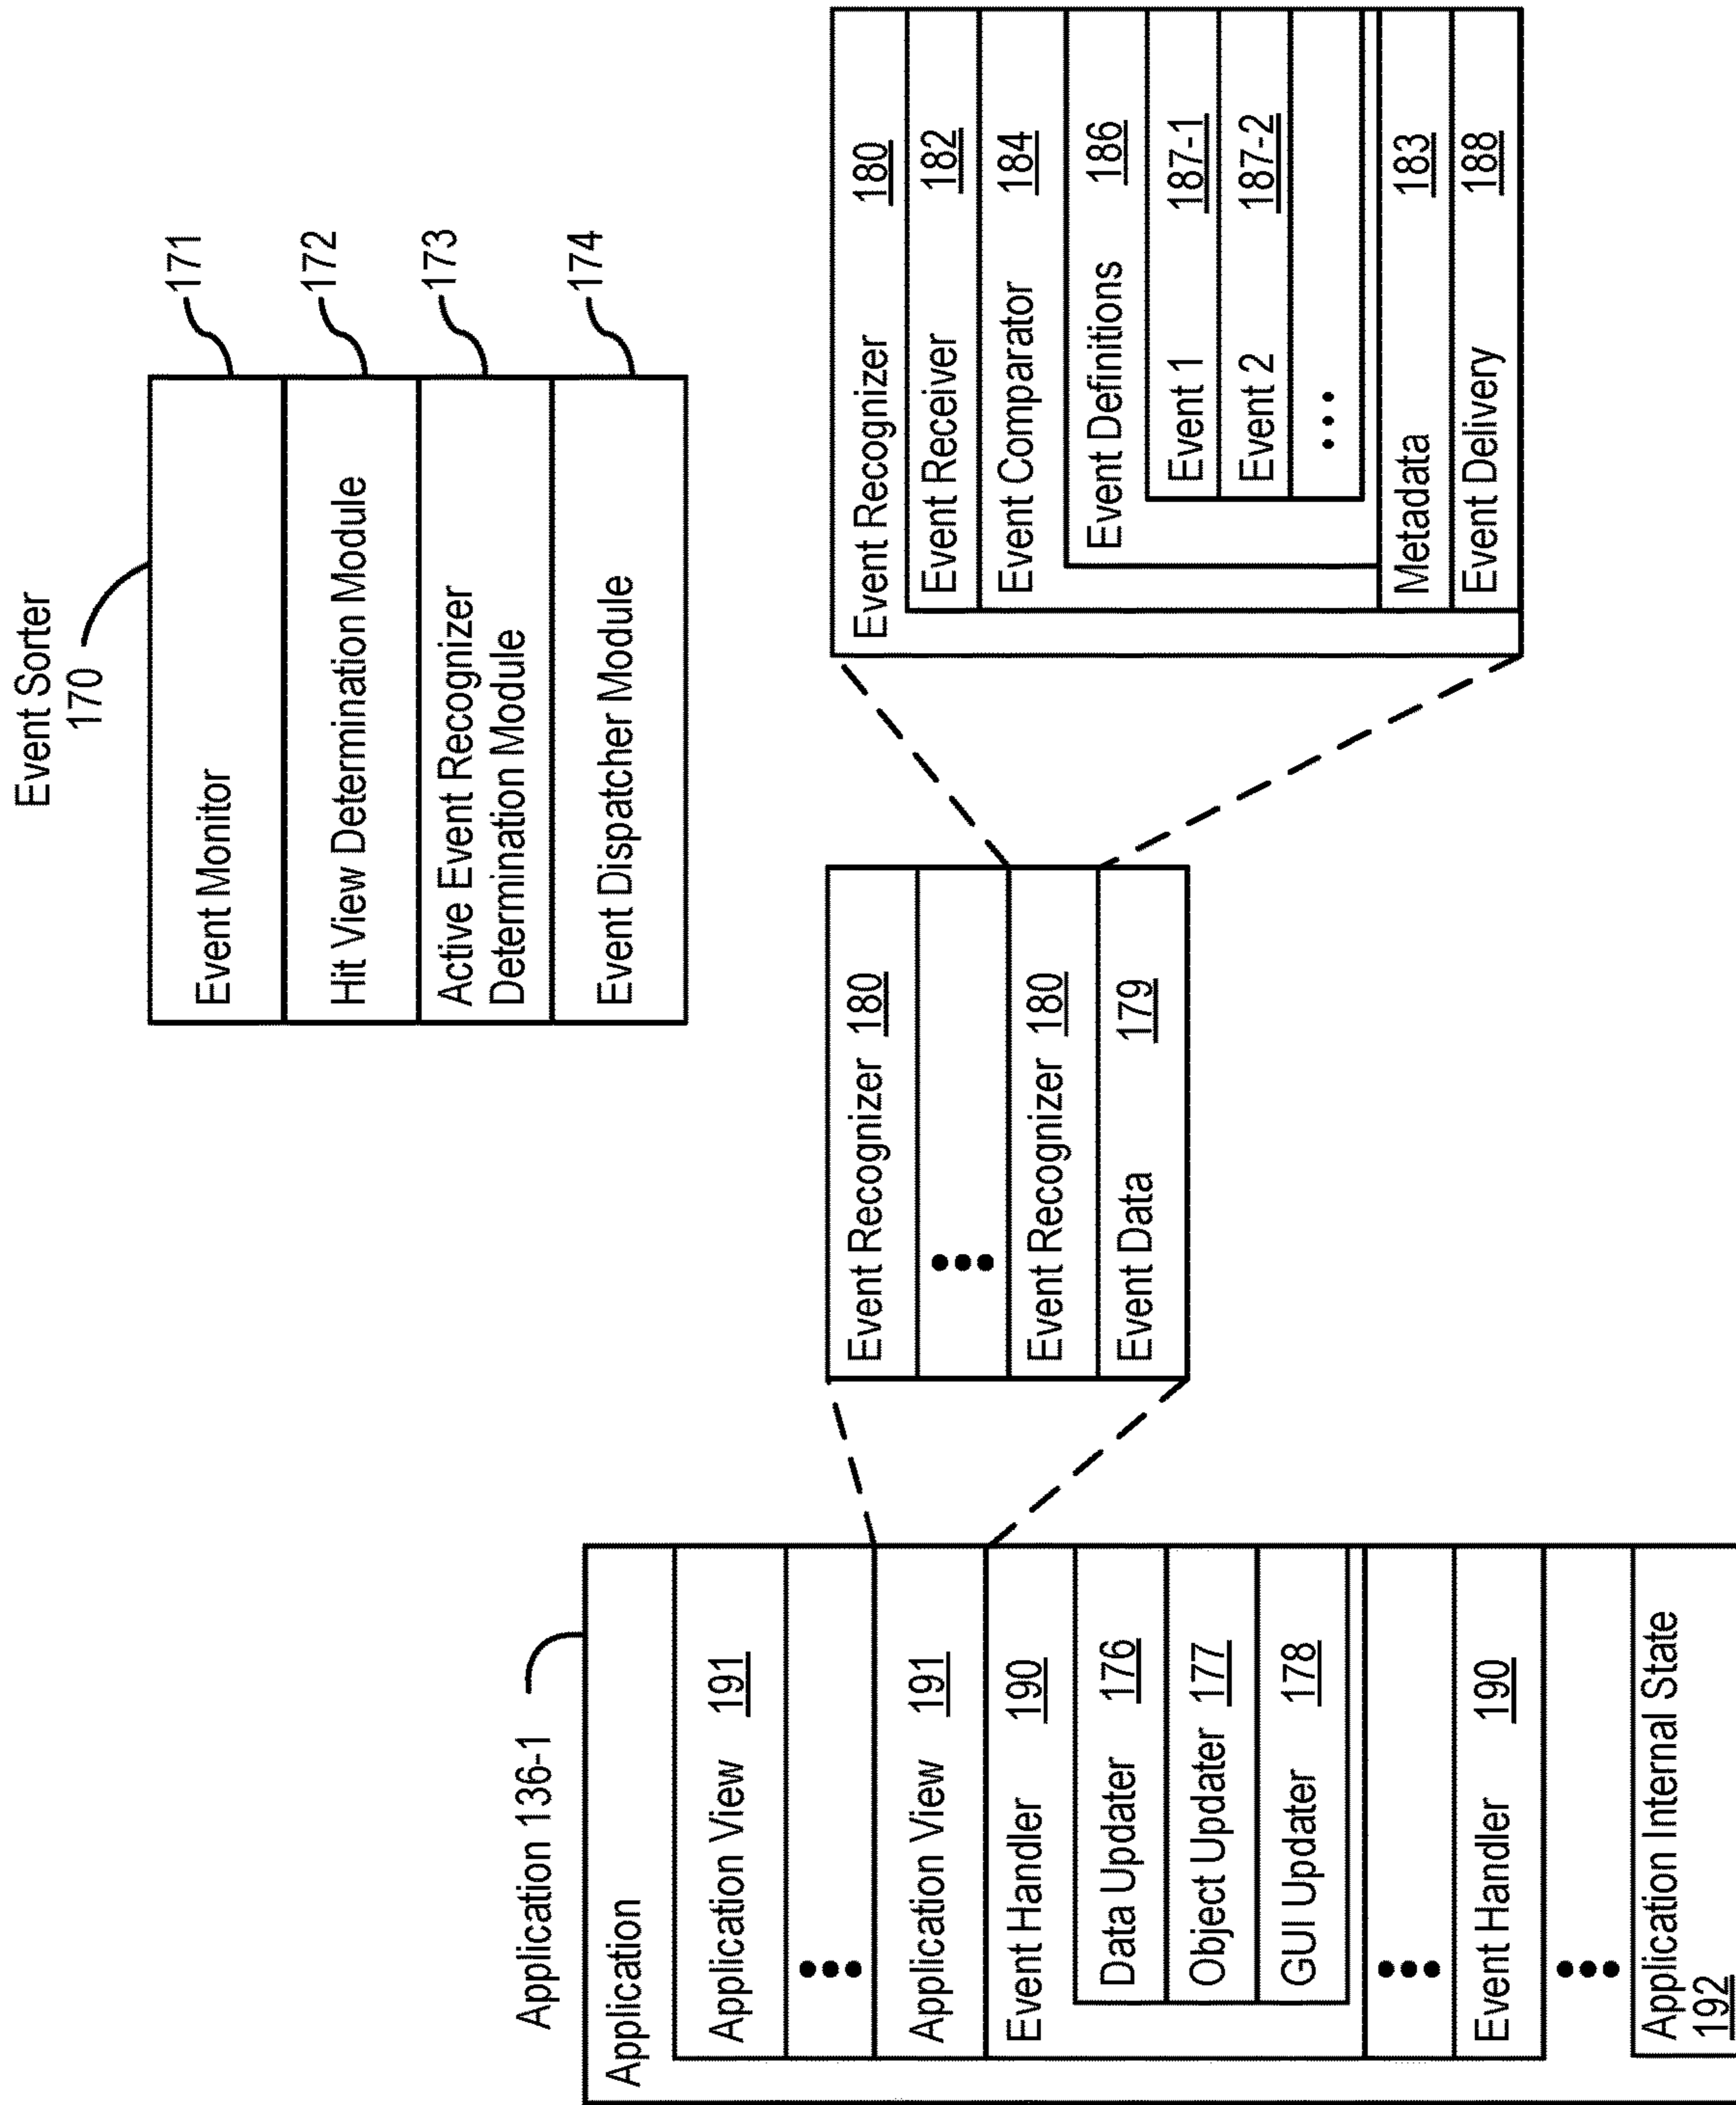 Event Sorter
170
Event Monitor 171
Hit View Determination Module 172
Active Event Recognizer 173
Determination Module
Event Dispatcher Module 174
Application 136-1
Application
Application View 191
•••
Application View 191
Event Handler 190
Data Updater 176
Object Updater 177
GUI Updater 178
•••
Event Handler 190
•••
Application Internal State
192
Event Recognizer 180
•••
Event Recognizer 180
Event Data 179
Event Recognizer 180
Event Receiver 182
Event Comparator 184
Event Definitions 186
Event 1 187-1
Event 2 187-2
•••
Metadata 183
Event Delivery 188